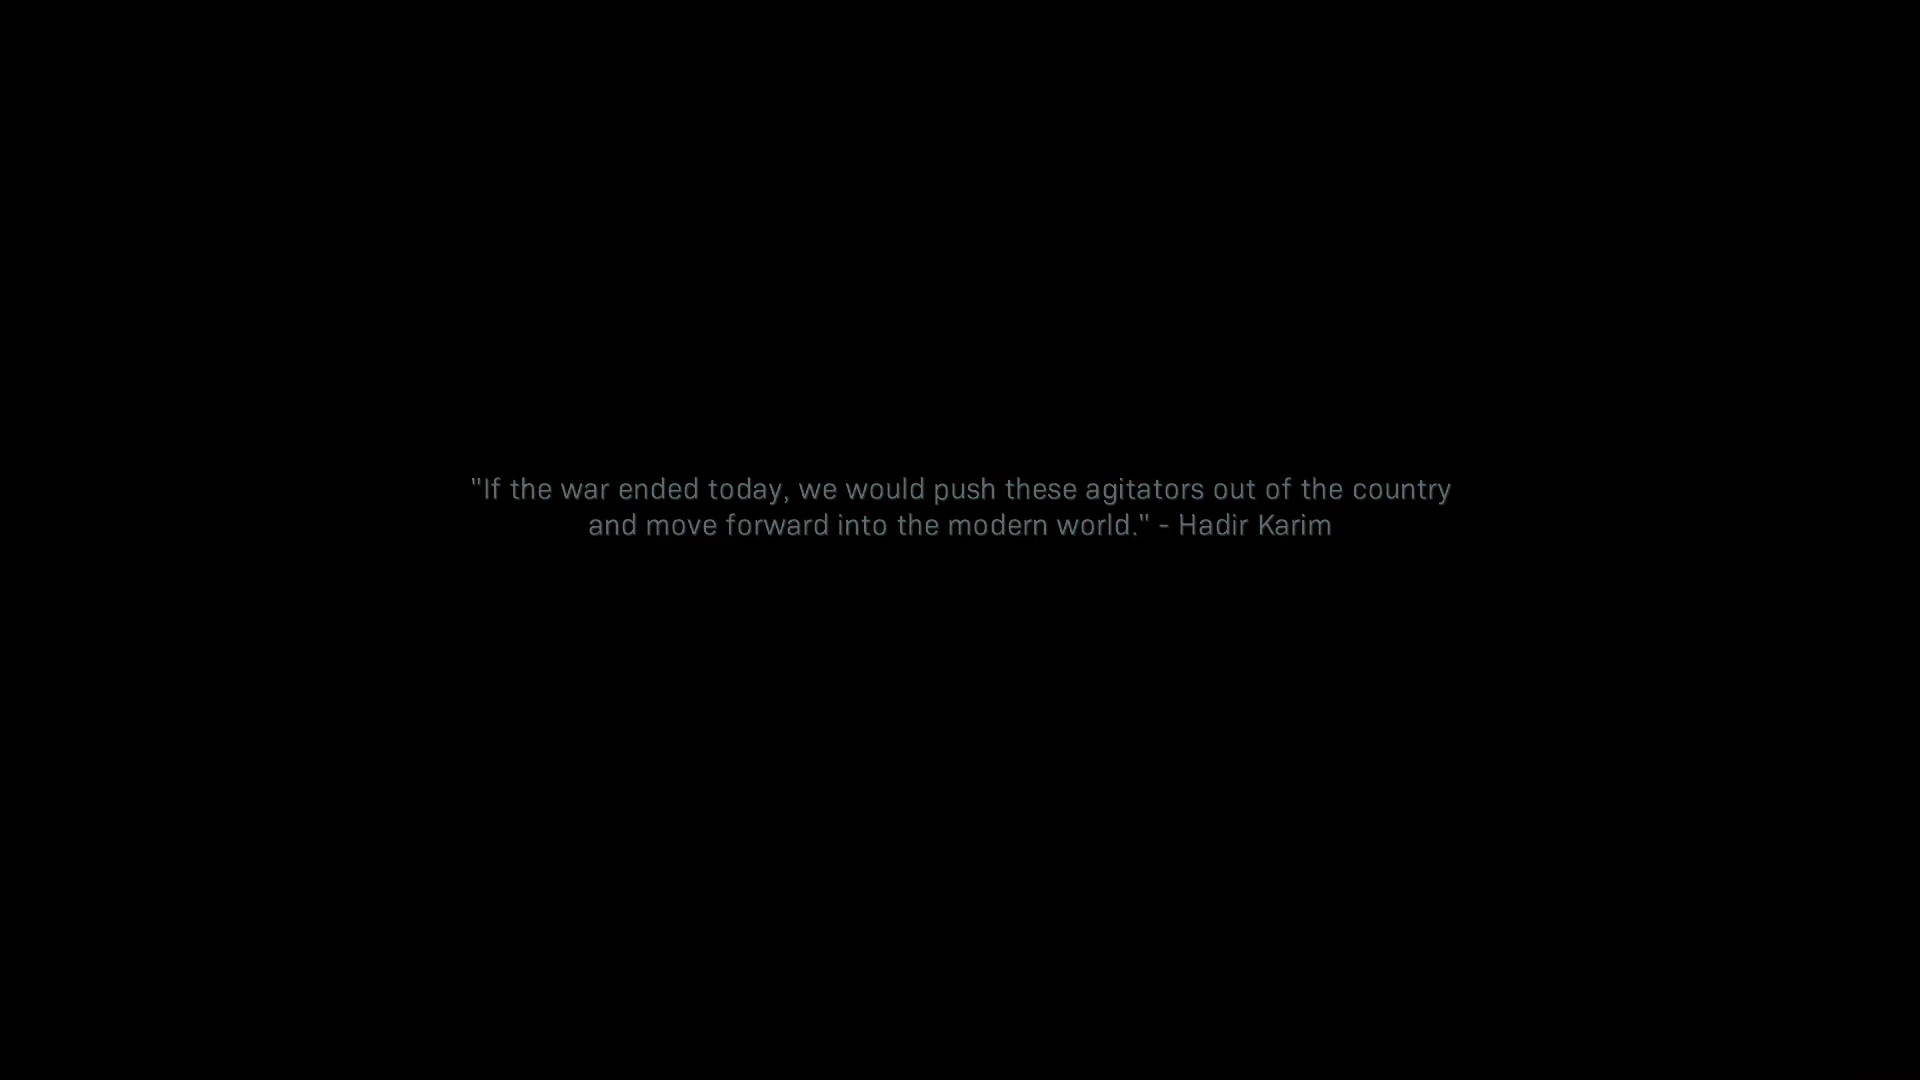 "If the war ended today, we would push these agitators out of the country
and move forward into the modern world." - Hadir Karim